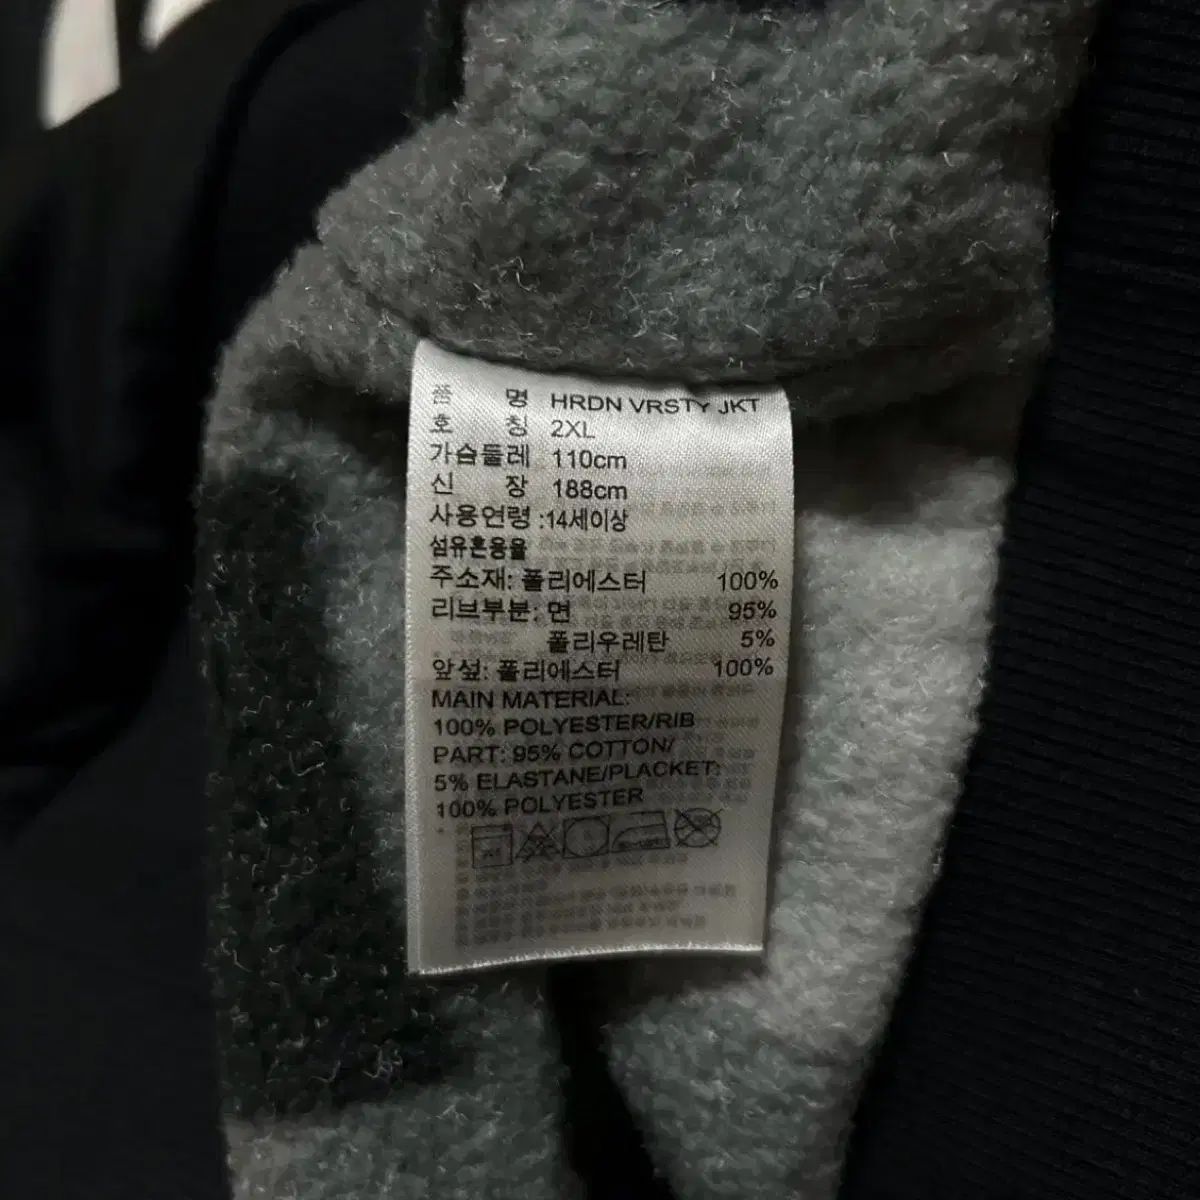 품 명 HRDN VRSTY JKT
호 칭 2XL
가슴둘레 110cm
신 장 188cm
사용연령 :14세이상
섬유혼용율
주소재: 폴리에스터 100%
리브부분: 면 95%
폴리우레탄 5%
앞섶: 폴리에스터 100%
MAIN MATERIAL:
100% POLYESTER/RIB
PART: 95% COTTON/
5% ELASTANE/PLACKET:
100% POLYESTER